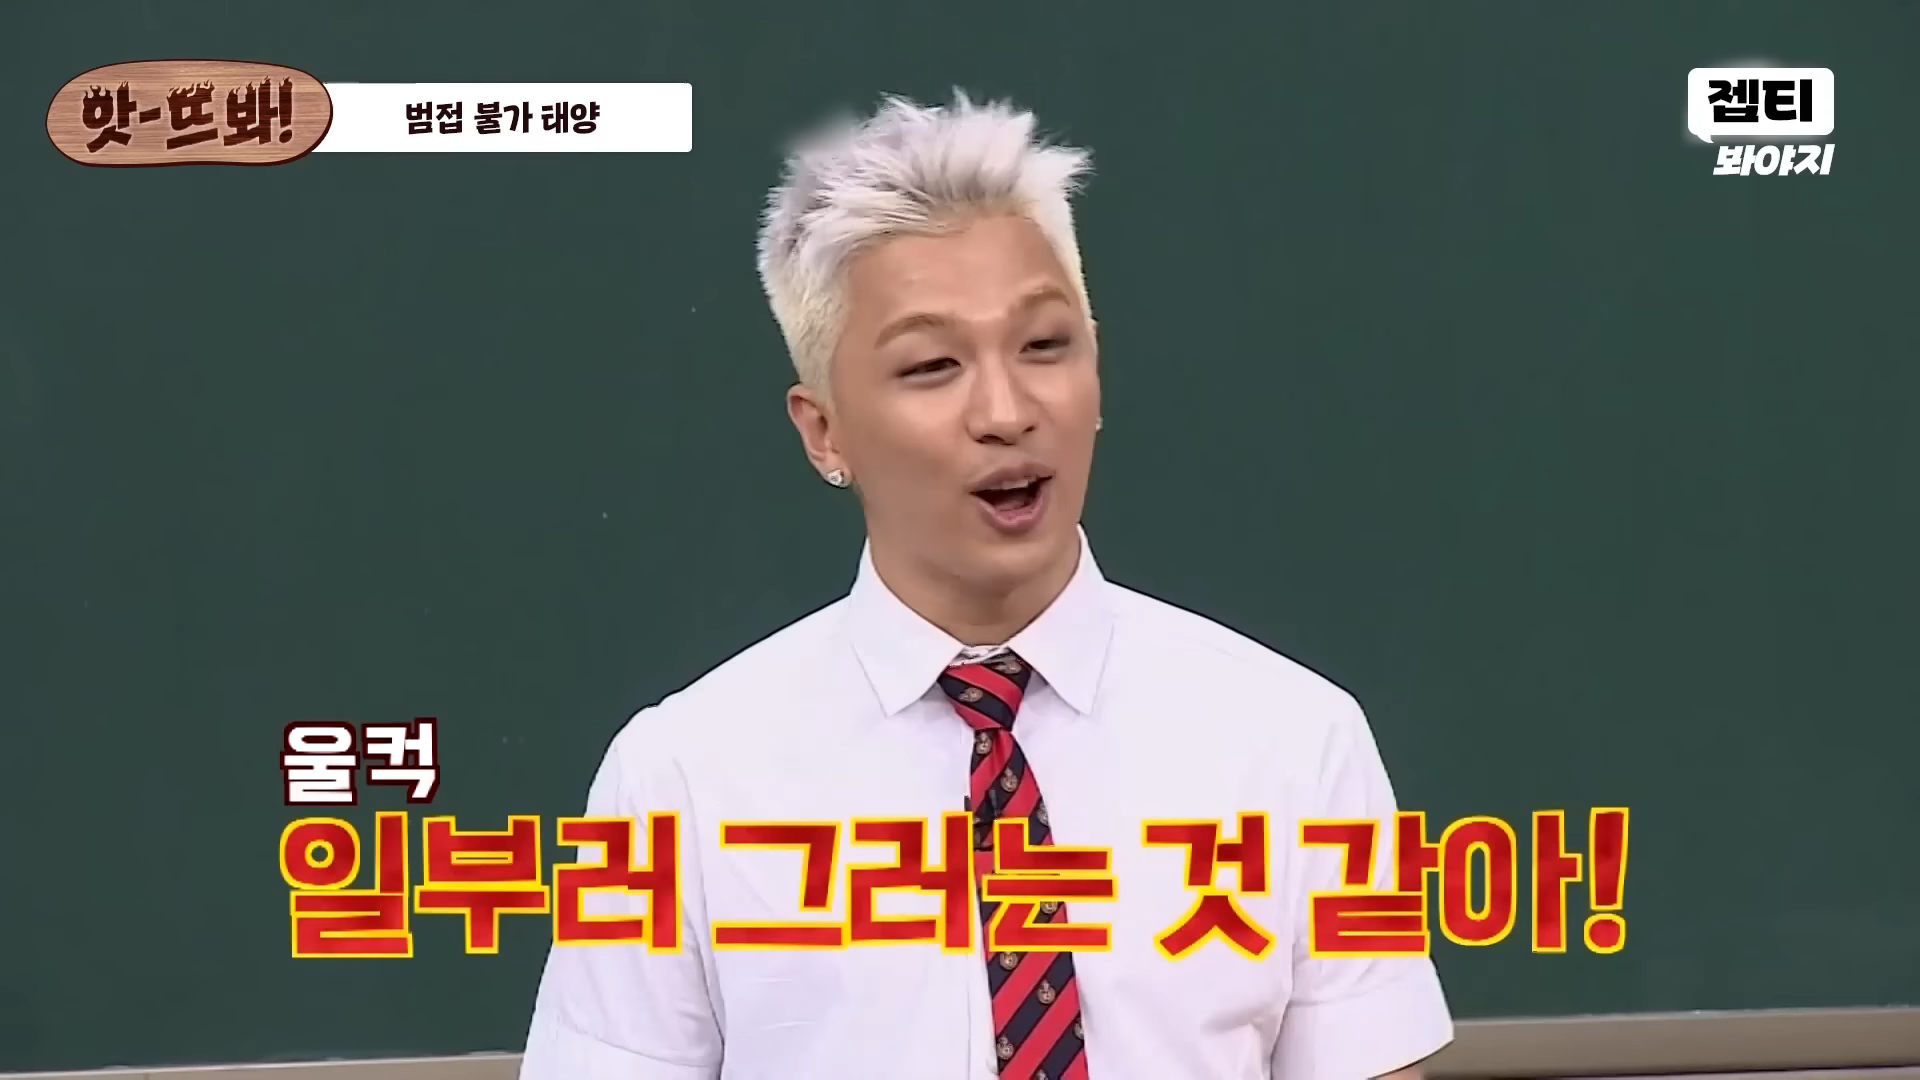 앗-뜨 봐!
범접 불가 태양
젭티
봐야지
울컥
일부러 그러는 것 같아!